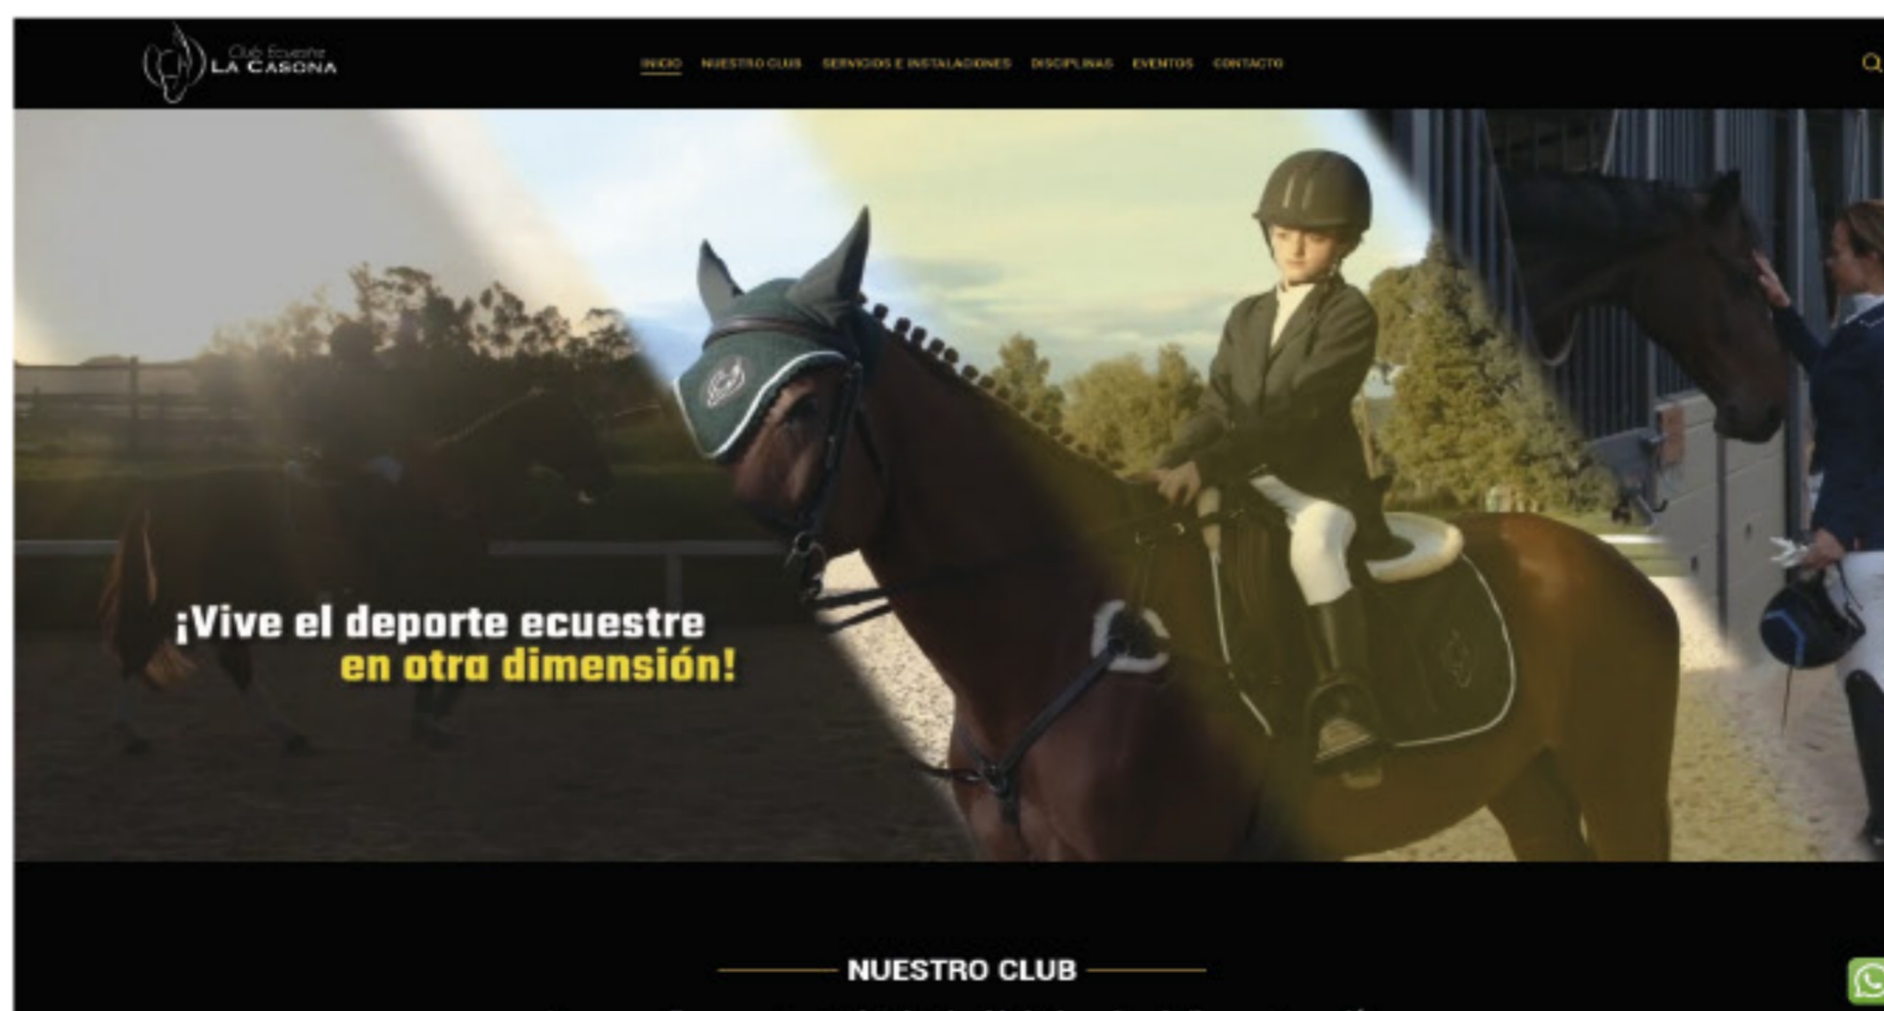 Club Ecuestre
LA CASONA
INICIO NUESTRO CLUB SERVICIOS E INSTALACIONES DISCIPLINAS EVENTOS CONTACTO
¡Vive el deporte ecuestre
en otra dimensión!
NUESTRO CLUB